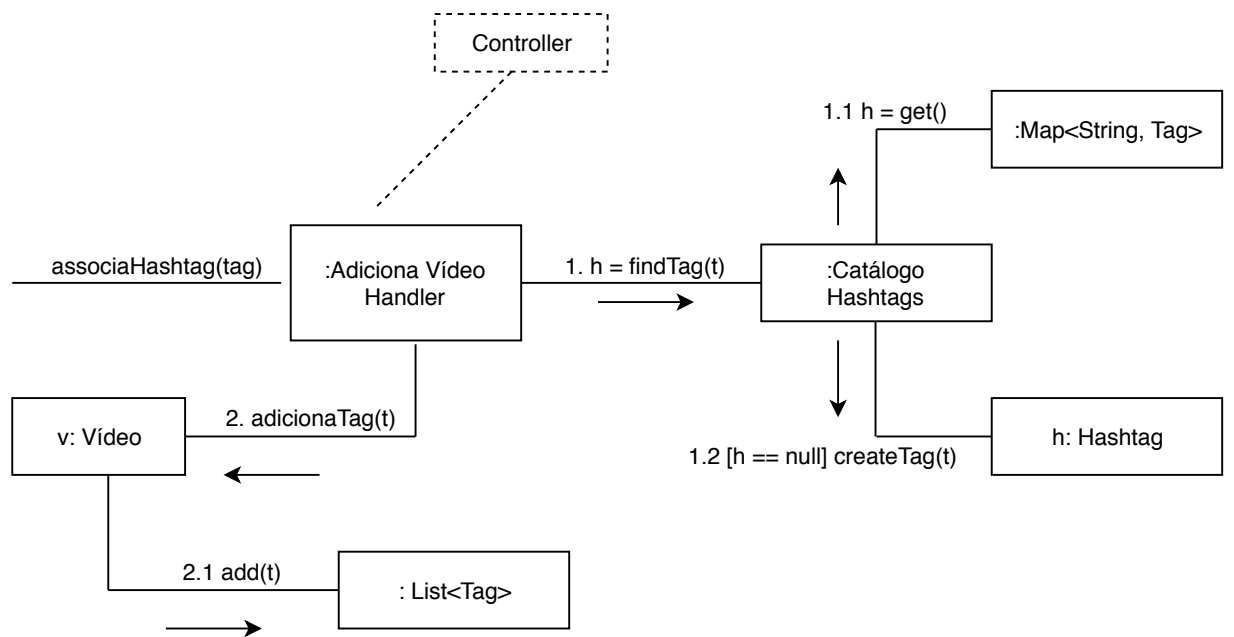 Controller
1.1 h = get()
:Map<String, Tag>
associaHashtag(tag)
:Adiciona Vídeo
Handler
1. h = findTag(t)
:Catálogo
Hashtags
v: Vídeo
2. adicionaTag(t)
h: Hashtag
1.2 [h == null] createTag(t)
2.1 add(t)
: List<Tag>